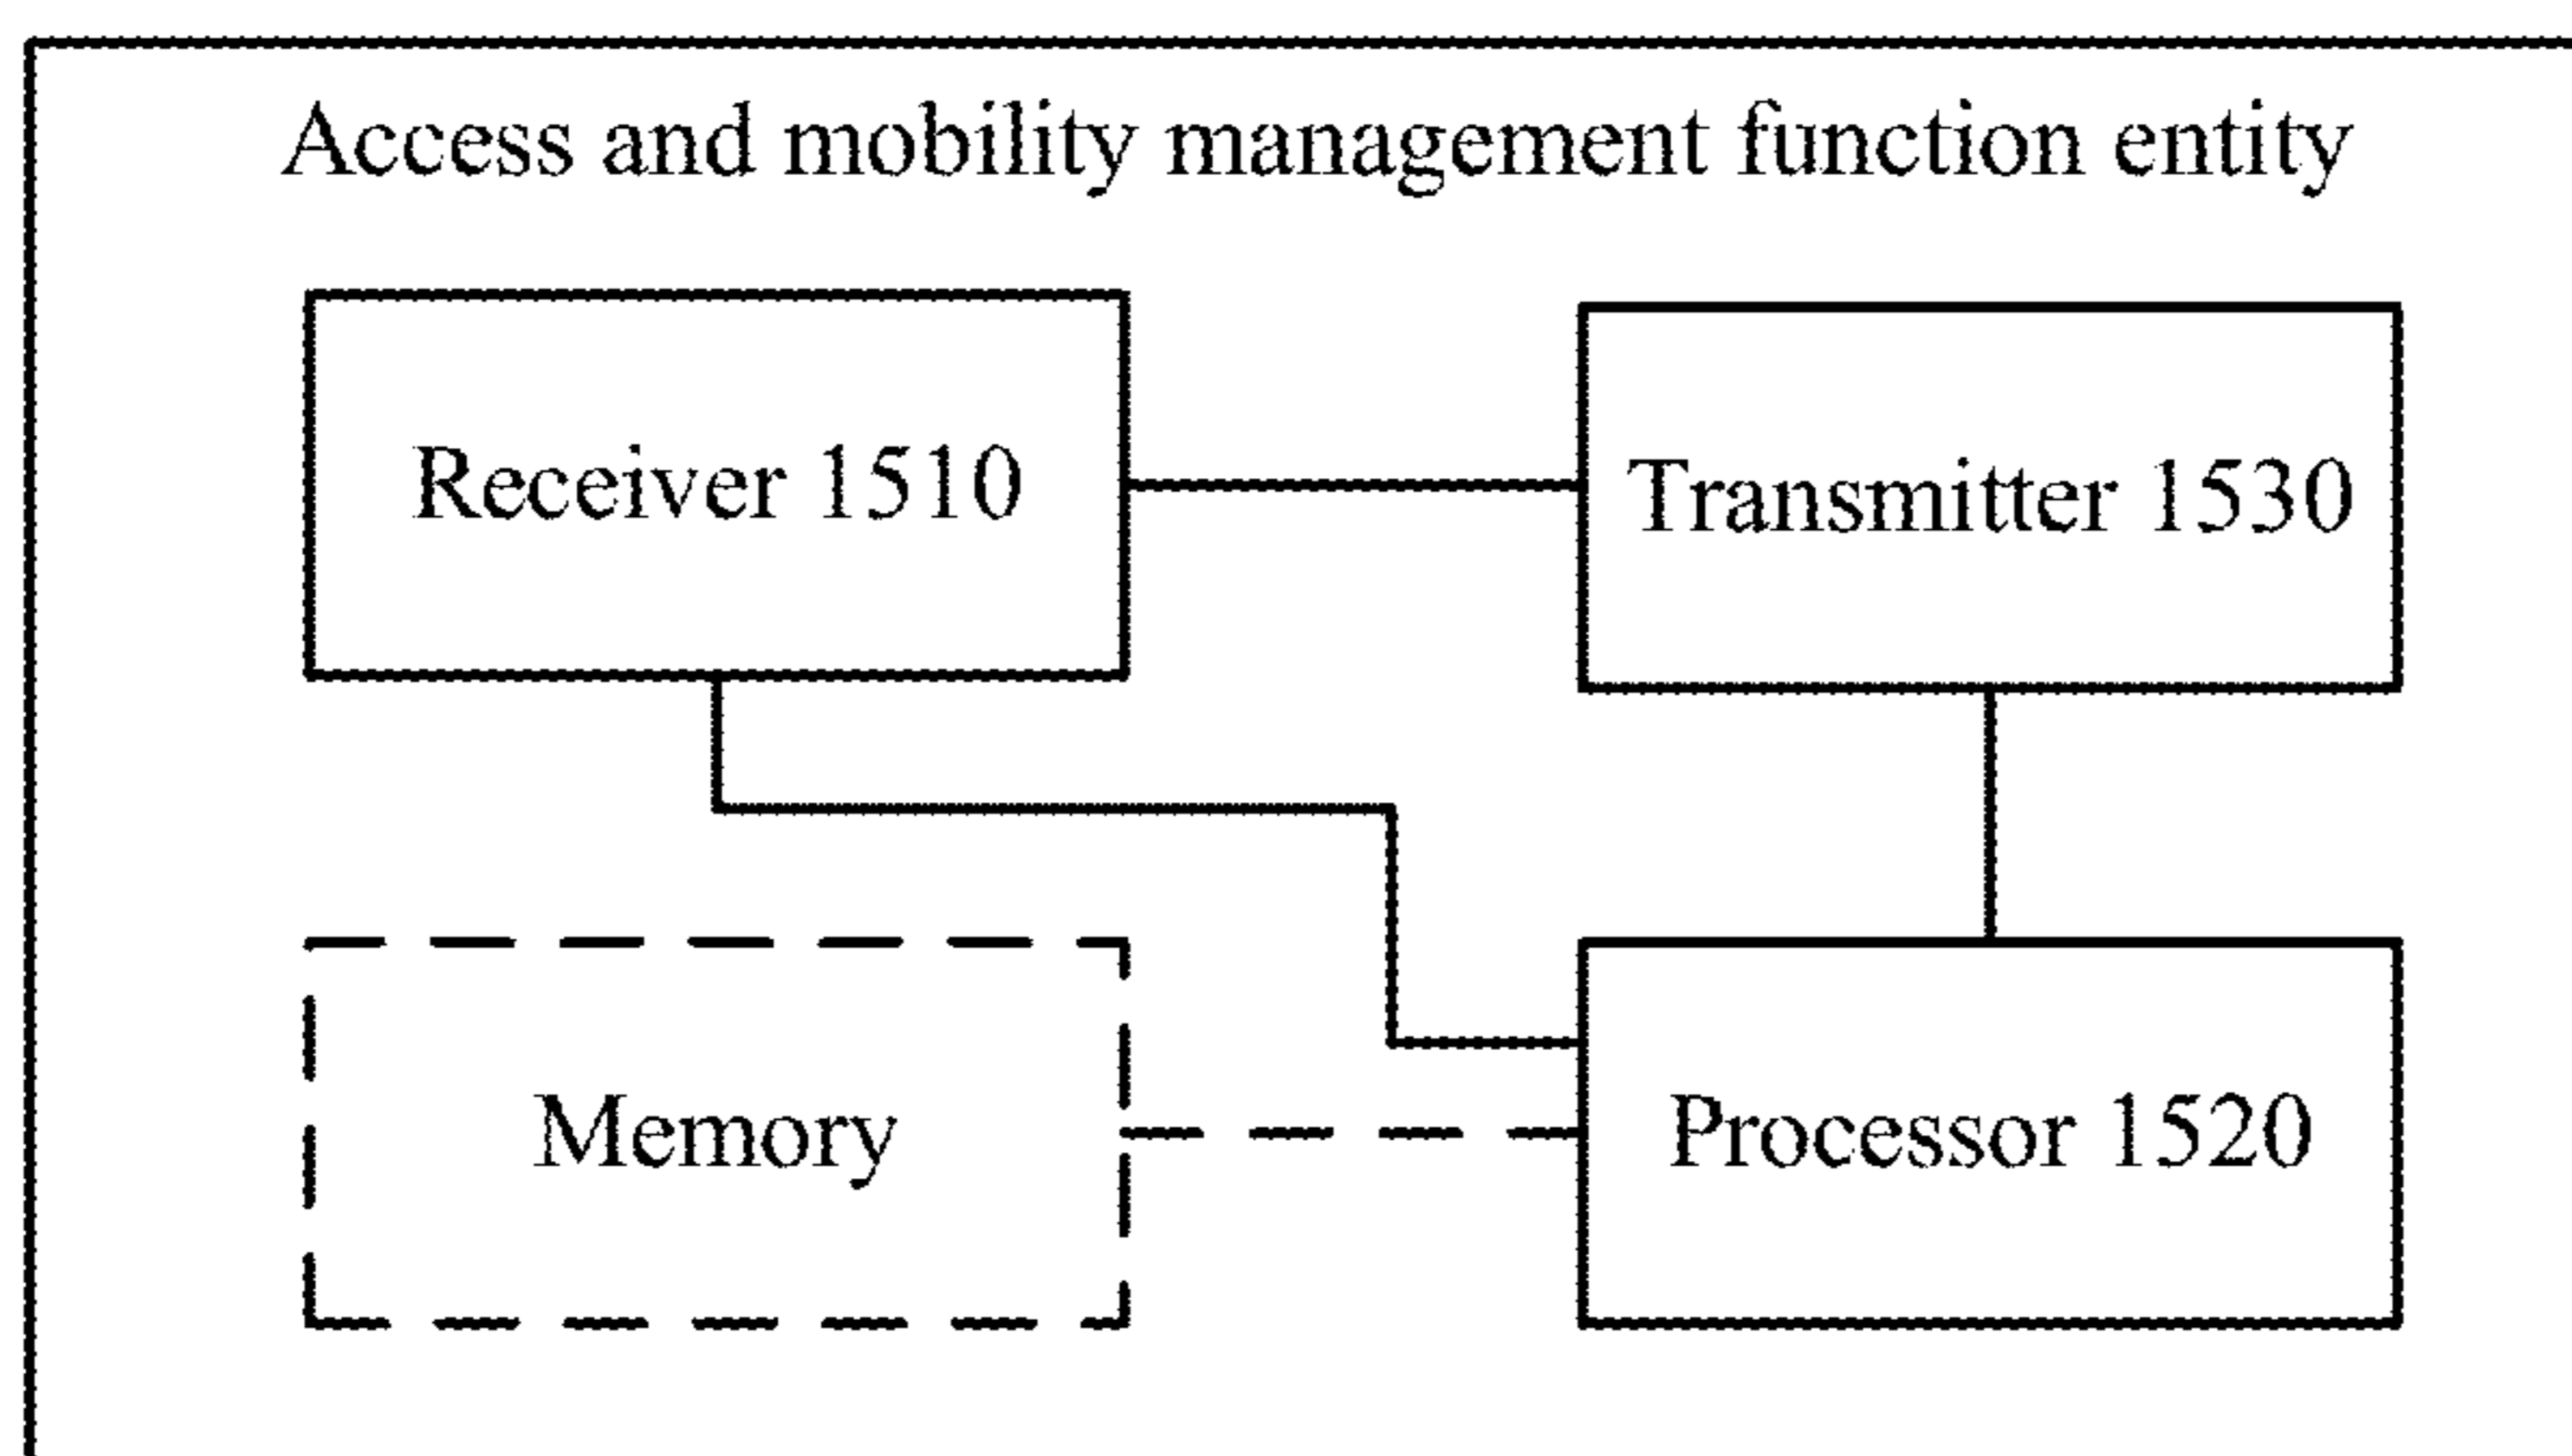 Access and mobility management function entity
Receiver 1510
Transmitter 1530
Memory
Processor 1520